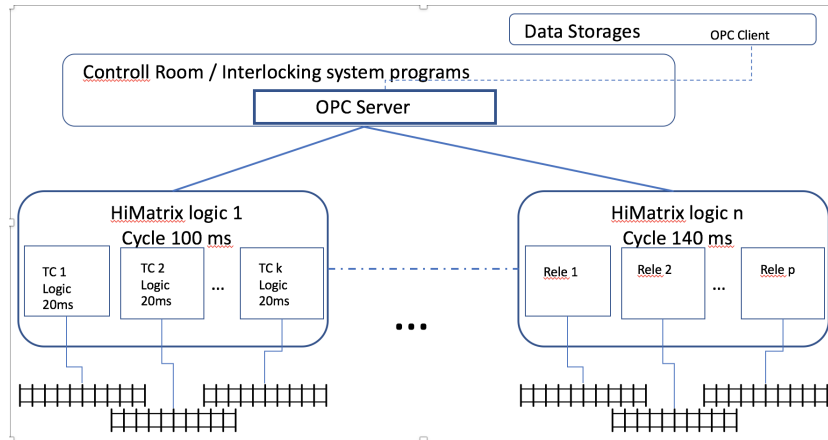 Data Storages
OPC Client
Controll Room / Interlocking system programs
OPC Server
HiMatrix logic 1
Cycle 100 ms
TC 1
Logic
20ms
TC 2
Logic
20ms
...
TC k
Logic
20ms
...
HiMatrix logic n
Cycle 140 ms
Rele 1
Rele 2
...
Rele p